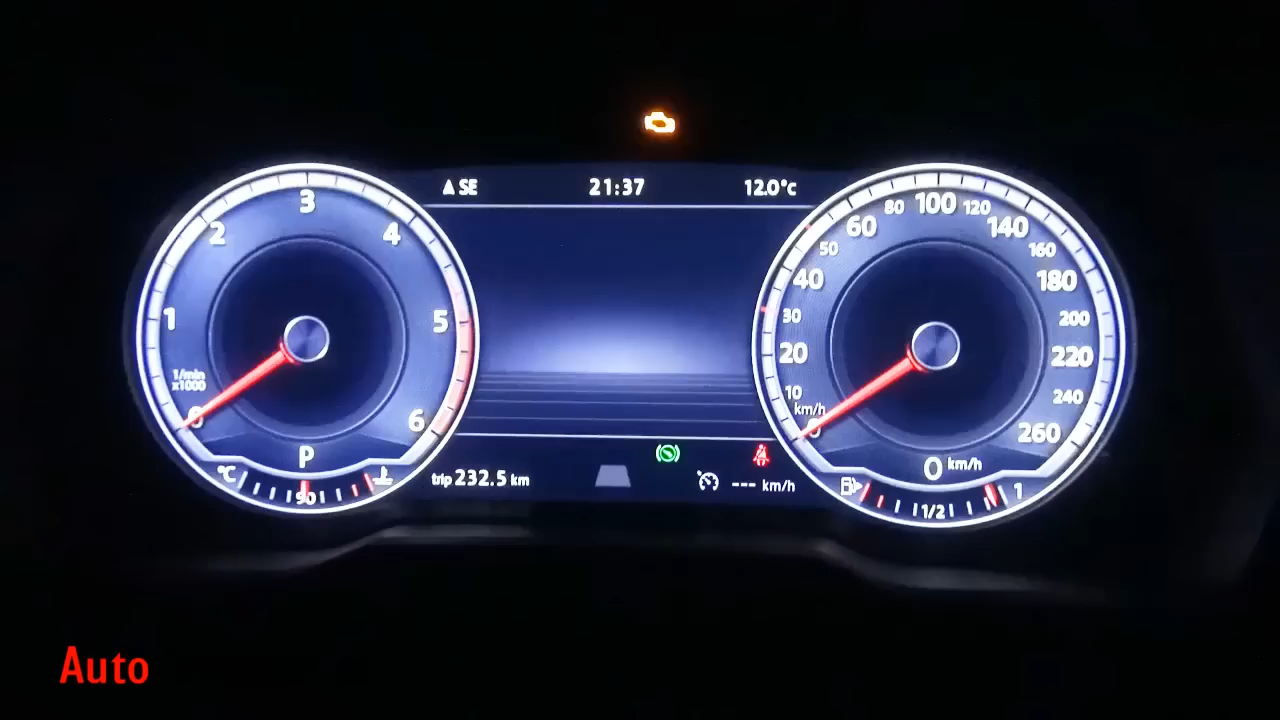 SE 21:37 12.0°C
1/min
x1000
0 1 2 3 4 5 6
P
°C 90
trip 232.5 km
--- km/h
0 10 20 30 40 50 60 80 100 120 140 160 180 200 220 240 260
km/h
0 km/h
1/2 1
Auto